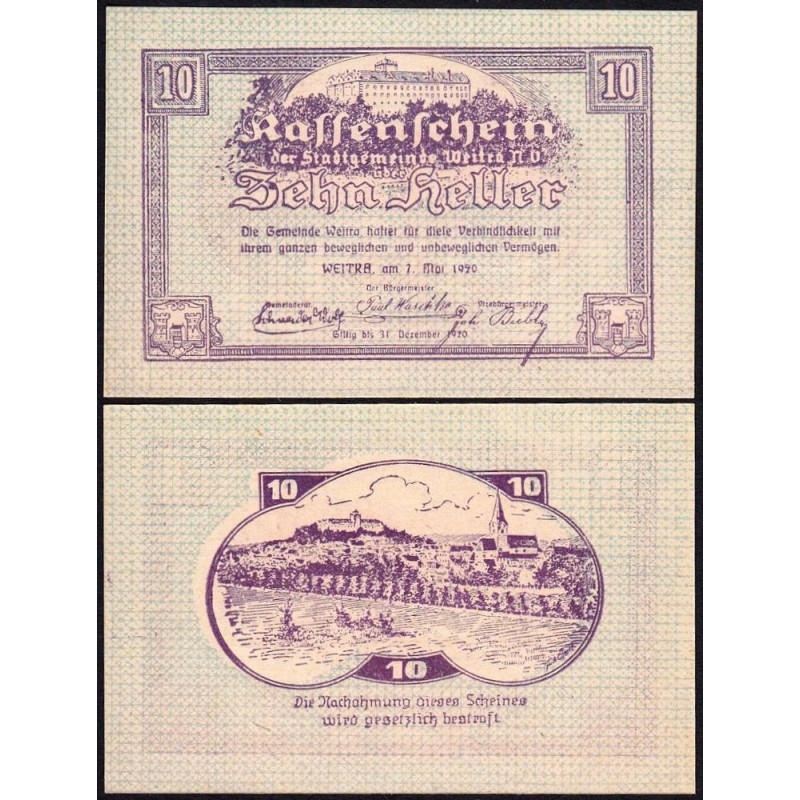 10 10
Kassenschein
der Stadtgemeinde Weitra N.Ö.
über
Zehn Heller
Die Gemeinde Weitra haftet für diese Verbindlichkeit mit
ihrem ganzen beweglichen und unbeweglichen Vermögen.
WEITRA, am 7. Mai 1920
Der Bürgermeister
Gemeinderat Vizebürgermeister
Giltig bis 31. Dezember 1920
10 10
10
Die Nachahmung dieses Scheines
wird gesetzlich bestraft